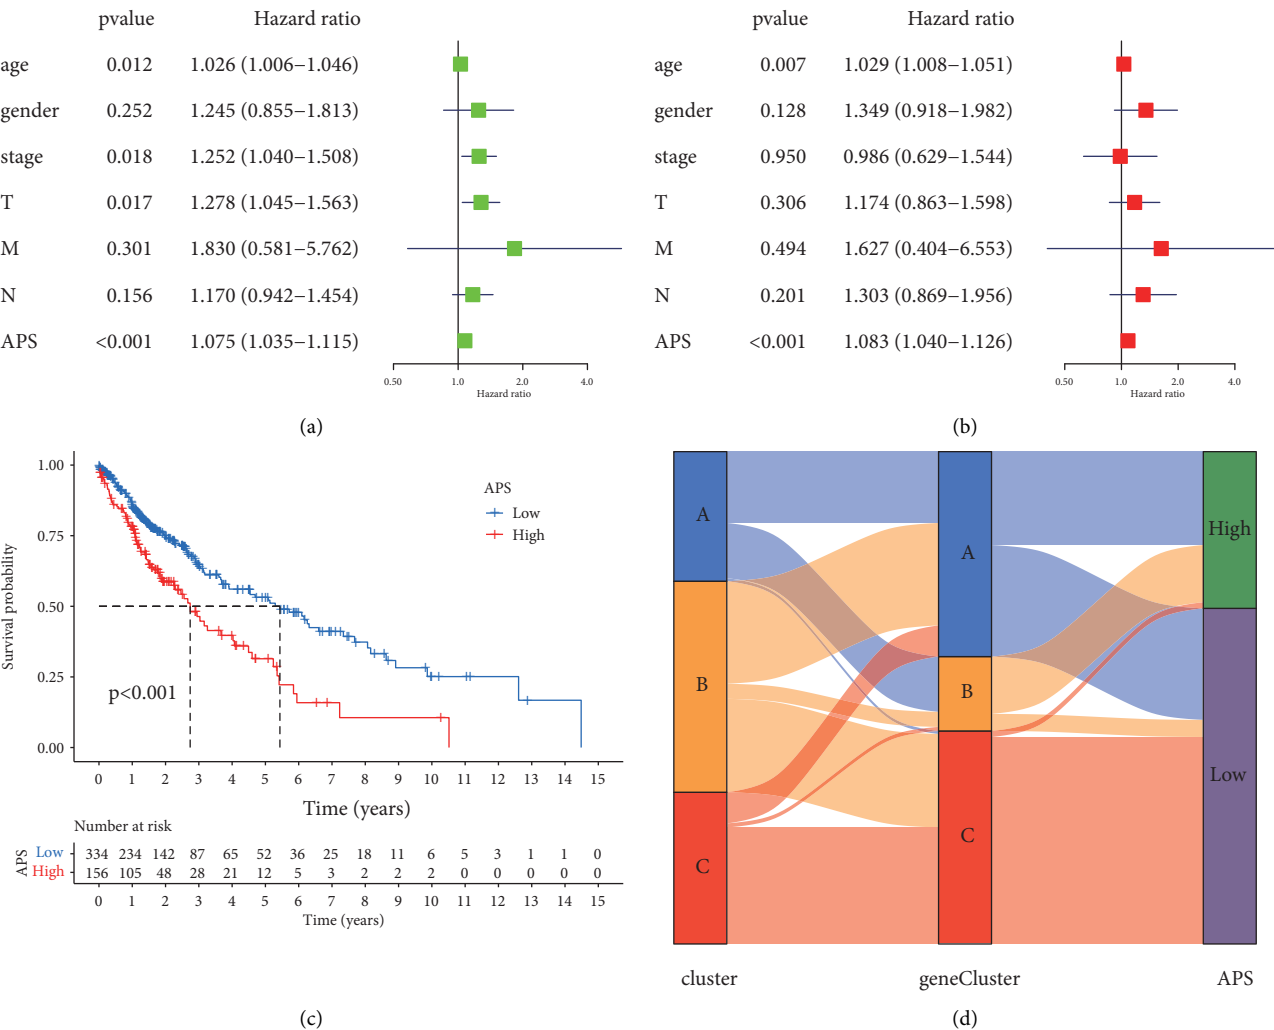 pvalue Hazard ratio
age 0.012 1.026 (1.006−1.046)
gender 0.252 1.245 (0.855−1.813)
stage 0.018 1.252 (1.040−1.508)
T 0.017 1.278 (1.045−1.563)
M 0.301 1.830 (0.581−5.762)
N 0.156 1.170 (0.942−1.454)
APS <0.001 1.075 (1.035−1.115)
0.50 1.0 2.0 4.0
Hazard ratio
(a)
pvalue Hazard ratio
age 0.007 1.029 (1.008−1.051)
gender 0.128 1.349 (0.918−1.982)
stage 0.950 0.986 (0.629−1.544)
T 0.306 1.174 (0.863−1.598)
M 0.494 1.627 (0.404−6.553)
N 0.201 1.303 (0.869−1.956)
APS <0.001 1.083 (1.040−1.126)
0.50 1.0 2.0 4.0
Hazard ratio
(b)
Survival probability
1.00
0.75
0.50
0.25
0.00
APS
Low
High
p<0.001
0 1 2 3 4 5 6 7 8 9 10 11 12 13 14 15
Time (years)
Number at risk
APS
Low 334 234 142 87 65 52 36 25 18 11 6 5 3 1 1 0
High 156 105 48 28 21 12 5 3 2 2 2 0 0 0 0 0
0 1 2 3 4 5 6 7 8 9 10 11 12 13 14 15
Time (years)
(c)
A
B
C
A
B
C
High
Low
cluster geneCluster APS
(d)